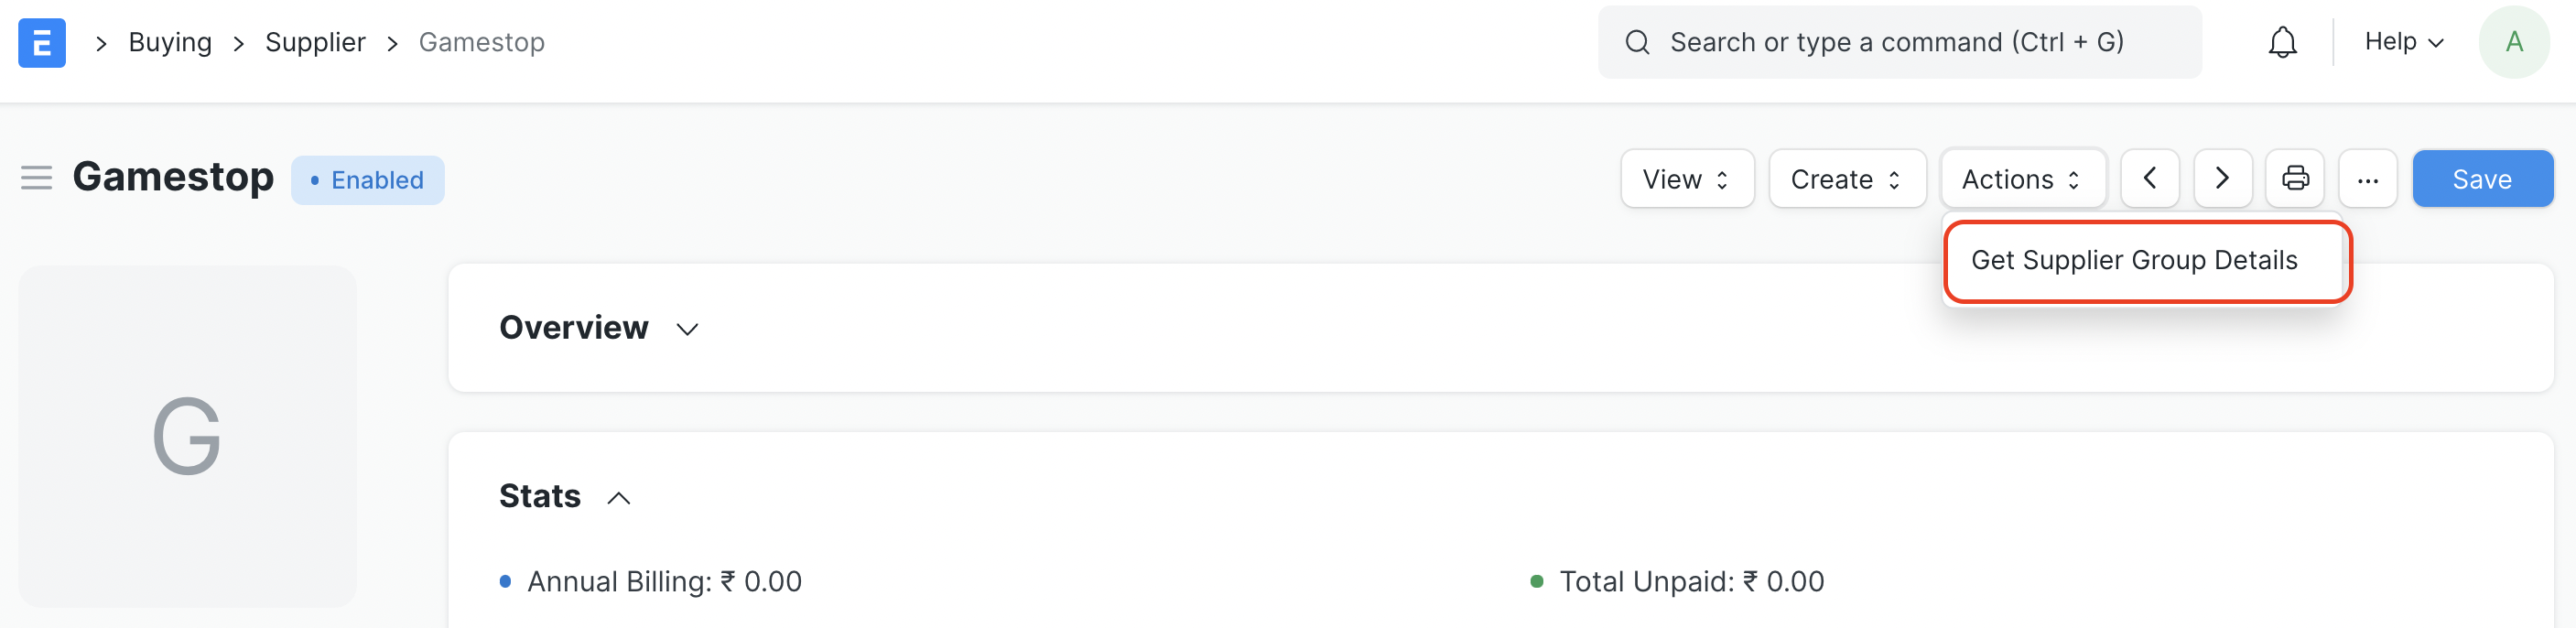 E > Buying > Supplier > Gamestop
Search or type a command (Ctrl + G)
Help
A
Gamestop
Enabled
View
Create
Actions
...
Save
Get Supplier Group Details
G
Overview
Stats
Annual Billing: ₹ 0.00
Total Unpaid: ₹ 0.00